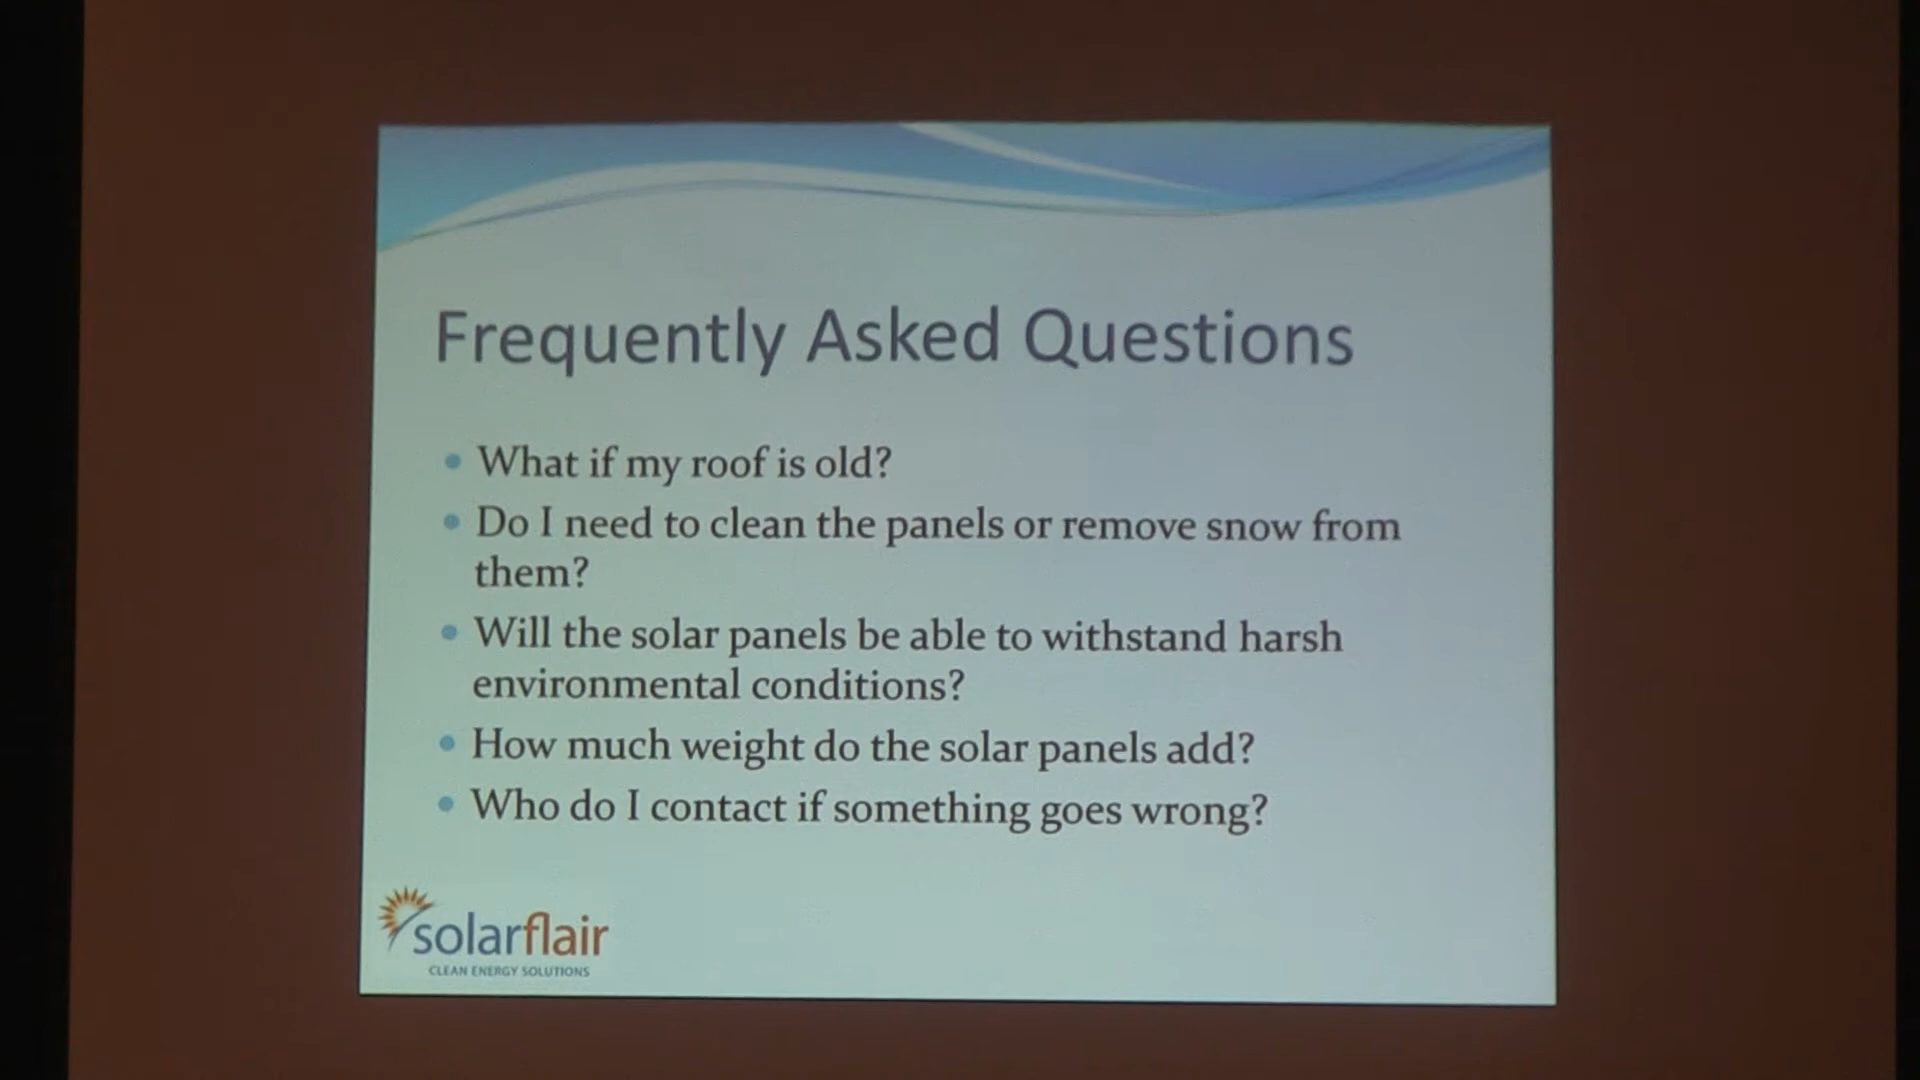 Frequently Asked Questions
• What if my roof is old?
• Do I need to clean the panels or remove snow from
them?
• Will the solar panels be able to withstand harsh
environmental conditions?
• How much weight do the solar panels add?
• Who do I contact if something goes wrong?
solarflair
CLEAN ENERGY SOLUTIONS